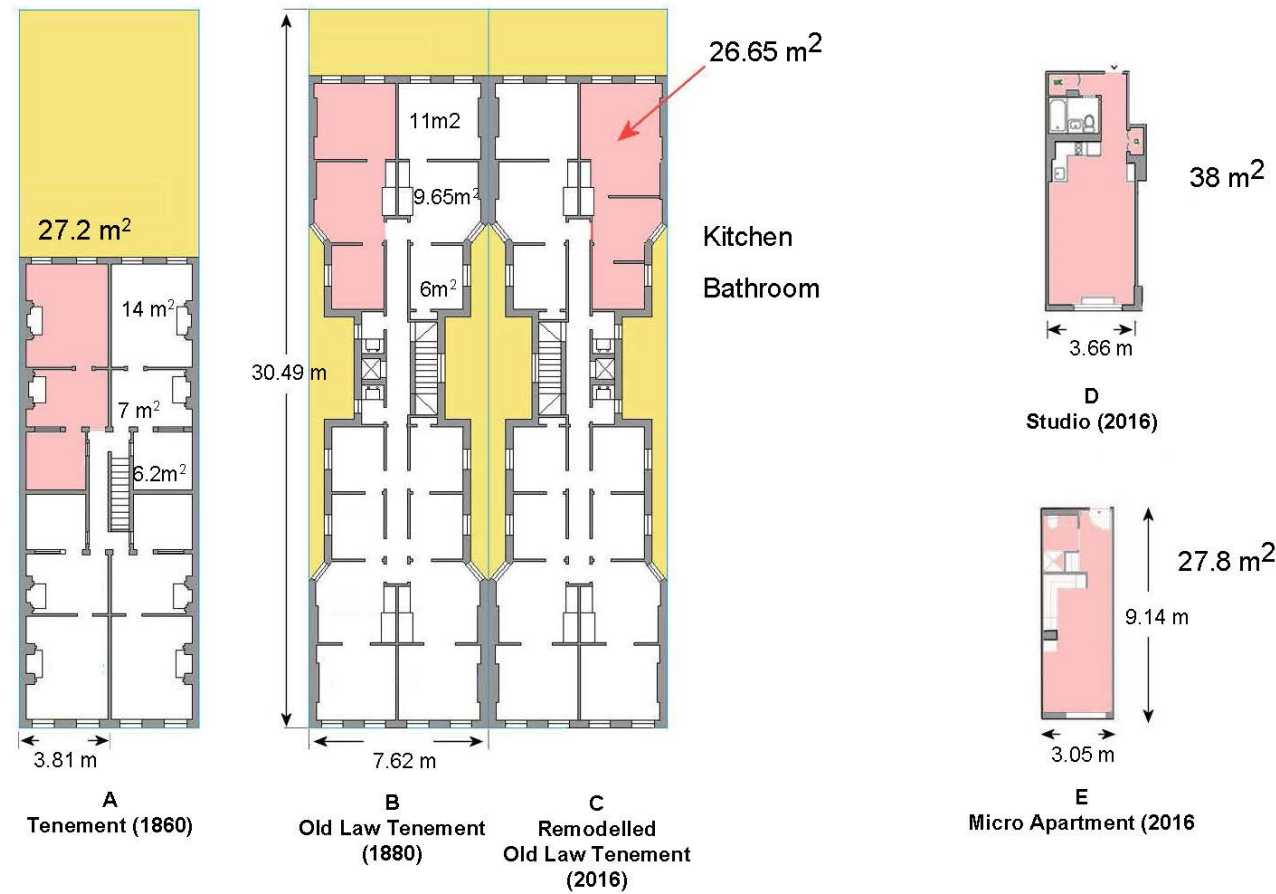 27.2 m²
14 m²
7 m²
6.2m²
3.81 m
A
Tenement (1860)
30.49 m
11m2
9.65m²
6m²
7.62 m
B
Old Law Tenement
(1880)
26.65 m²
Kitchen
Bathroom
C
Remodelled
Old Law Tenement
(2016)
38 m²
3.66 m
D
Studio (2016)
27.8 m²
9.14 m
3.05 m
E
Micro Apartment (2016